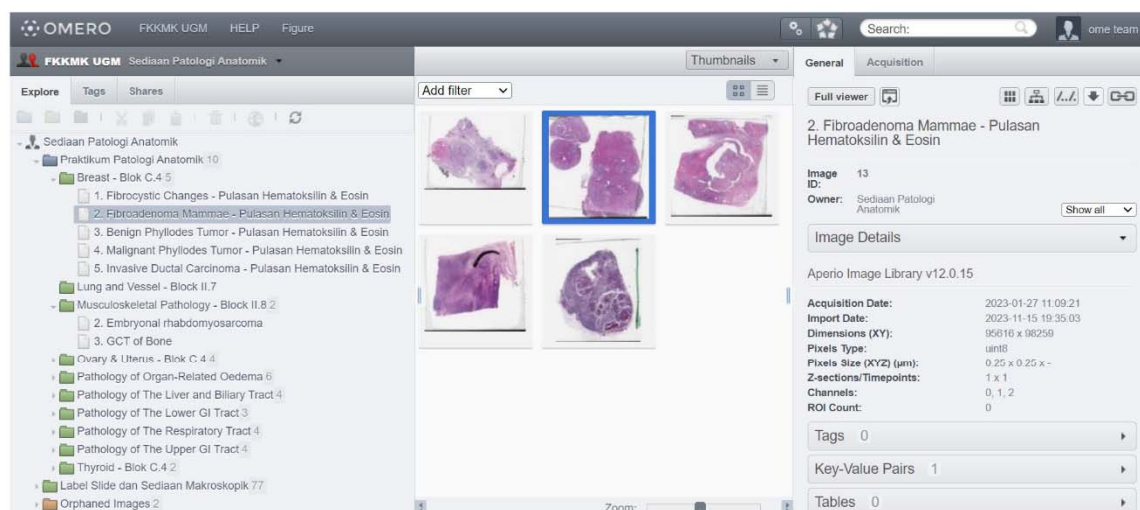 OMERO FKKMK UGM HELP Figure Search: ome team
FKKMK UGM Sediaan Patologi Anatomik
Explore Tags Shares
Sediaan Patologi Anatomik
Praktikum Patologi Anatomik 10
Breast - Blok C.4 5
1. Fibrocystic Changes - Pulasan Hematoksilin & Eosin
2. Fibroadenoma Mammae - Pulasan Hematoksilin & Eosin
3. Benign Phyllodes Tumor - Pulasan Hematoksilin & Eosin
4. Malignant Phyllodes Tumor - Pulasan Hematoksilin & Eosin
5. Invasive Ductal Carcinoma - Pulasan Hematoksilin & Eosin
Lung and Vessel - Block II.7
Musculoskeletal Pathology - Block II.8 2
2. Embryonal rhabdomyosarcoma
3. GCT of Bone
Ovary & Uterus - Blok C.4 4
Pathology of Organ-Related Oedema 6
Pathology of The Liver and Biliary Tract 4
Pathology of The Lower GI Tract 3
Pathology of The Respiratory Tract 4
Pathology of The Upper GI Tract 4
Thyroid - Blok C.4 2
Label Slide dan Sediaan Makroskopik 77
Orphaned Images 2
Thumbnails
Add filter
Zoom:
General Acquisition
Full viewer
2. Fibroadenoma Mammae - Pulasan
Hematoksilin & Eosin
Image ID: 13
Owner: Sediaan Patologi Anatomik
Show all
Image Details
Aperio Image Library v12.0.15
Acquisition Date: 2023-01-27 11:09:21
Import Date: 2023-11-15 19:35:03
Dimensions (XY): 95616 x 98259
Pixels Type: uint8
Pixels Size (XYZ) (µm): 0.25 x 0.25 x -
Z-sections/Timepoints: 1 x 1
Channels: 0, 1, 2
ROI Count: 0
Tags 0
Key-Value Pairs 1
Tables 0